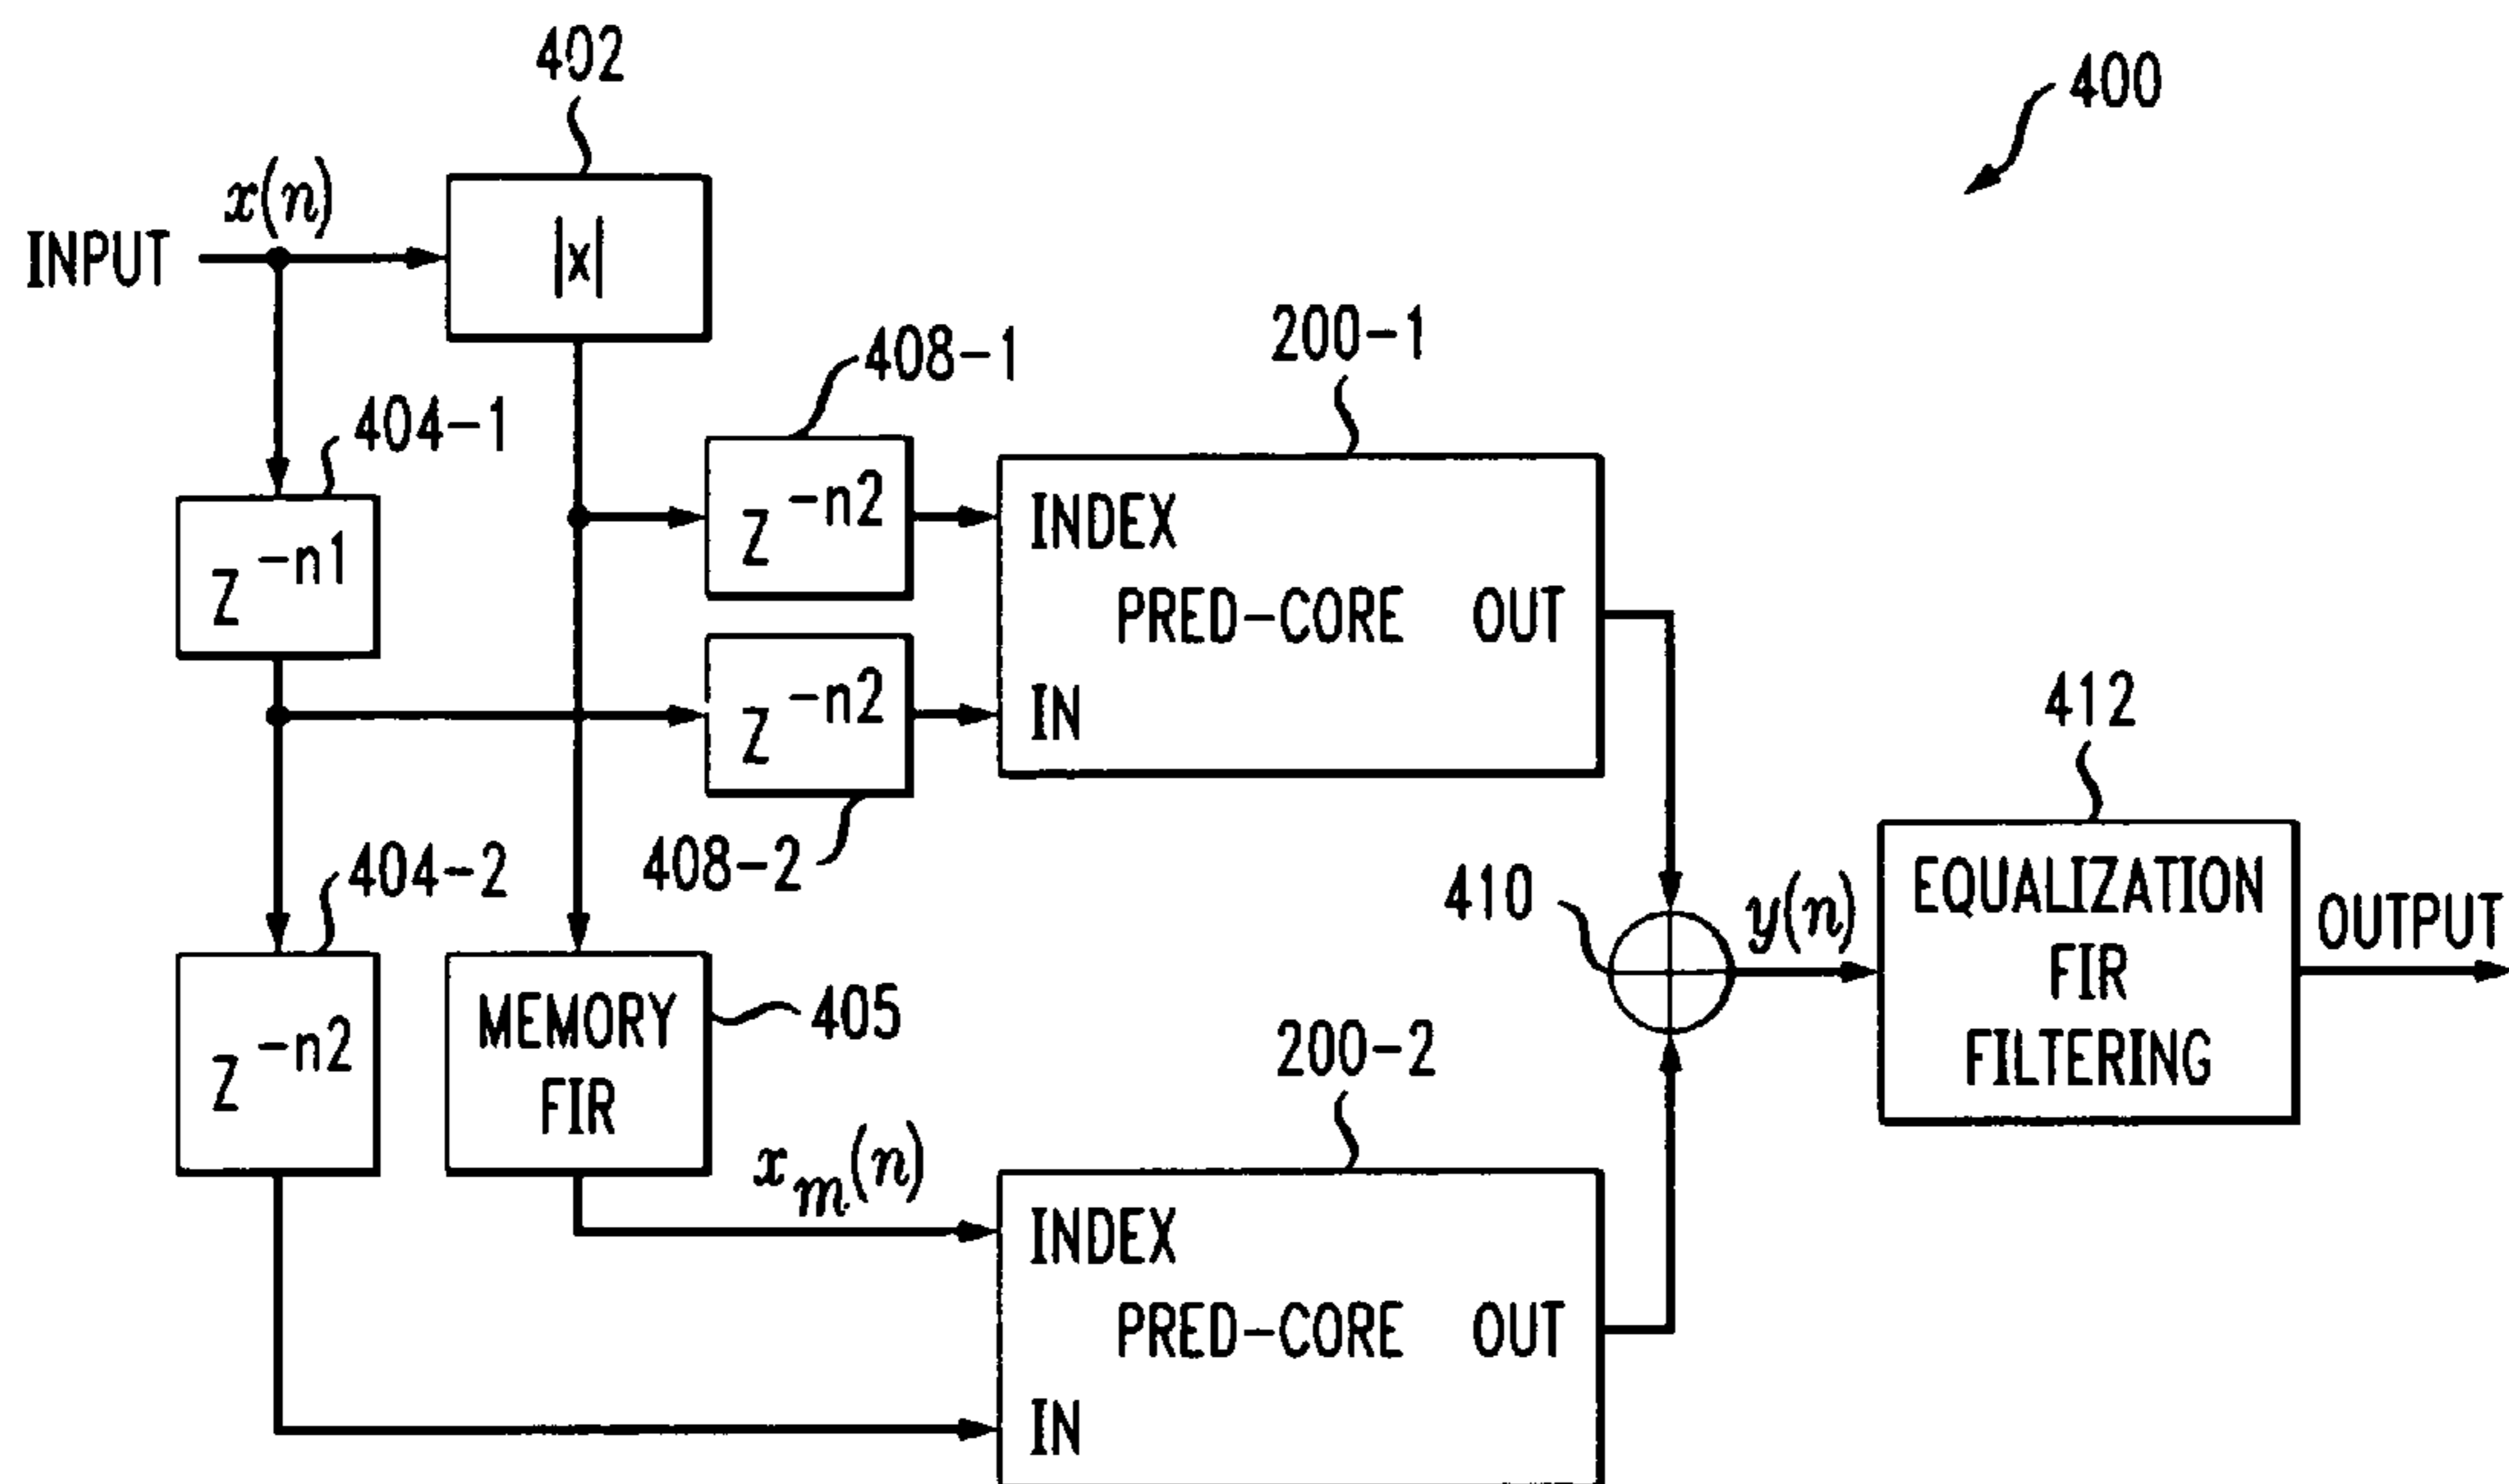 402
400
x(n)
INPUT
|x|
408-1
200-1
404-1
z^-n2
INDEX
z^-n1
PRED-CORE OUT
z^-n2
IN
412
408-2
404-2
410
y(n)
EQUALIZATION
FIR
FILTERING
OUTPUT
z^-n2
MEMORY
FIR
405
200-2
x_m(n)
INDEX
PRED-CORE OUT
IN